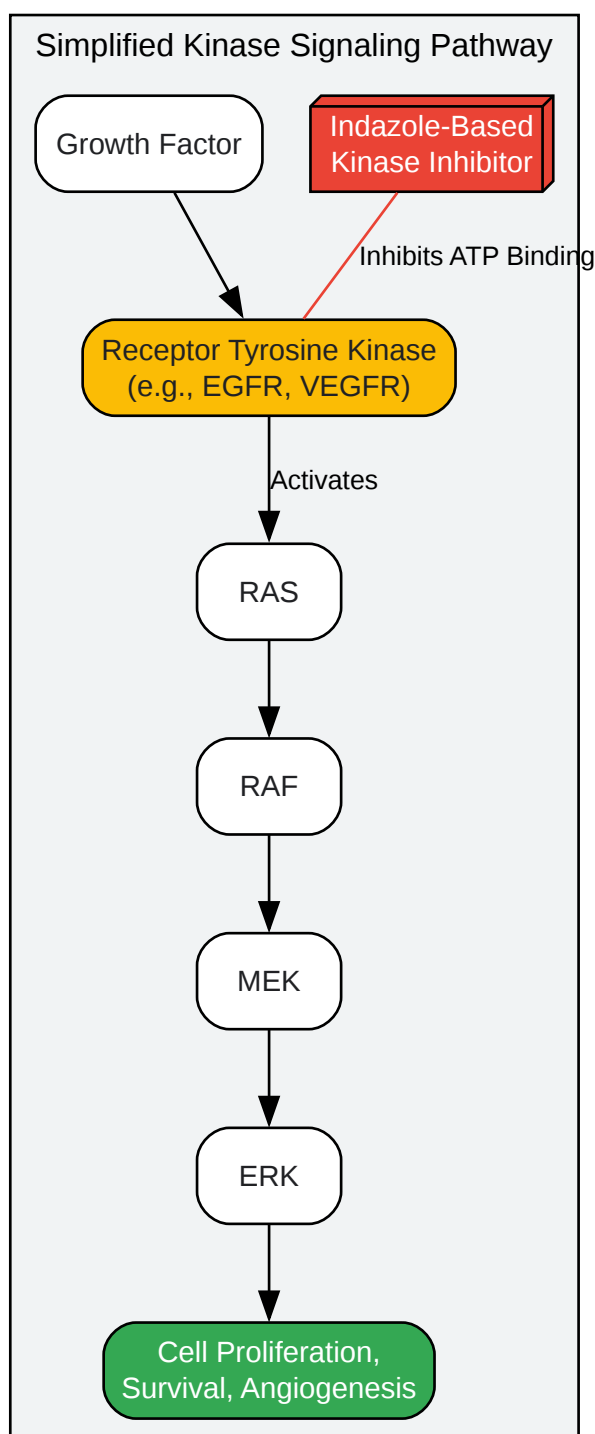 Simplified Kinase Signaling Pathway
Growth Factor
Indazole-Based
Kinase Inhibitor
Inhibits ATP Binding
Receptor Tyrosine Kinase
(e.g., EGFR, VEGFR)
Activates
RAS
RAF
MEK
ERK
Cell Proliferation,
Survival, Angiogenesis